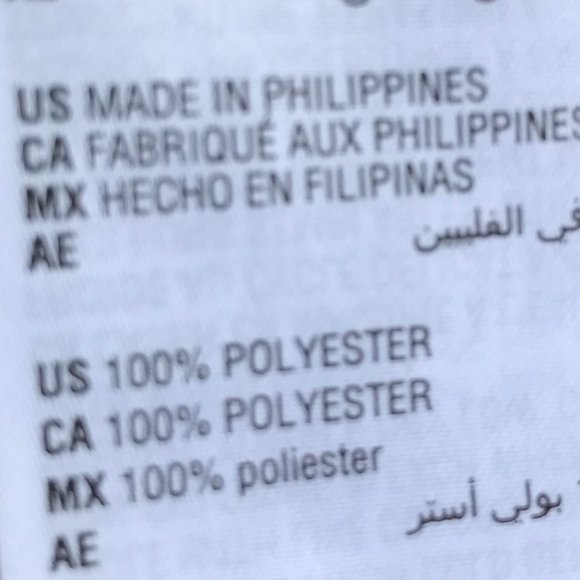 US MADE IN PHILIPPINES
CA FABRIQUÉ AUX PHILIPPINES
MX HECHO EN FILIPINAS
AE في الفلبين
US 100% POLYESTER
CA 100% POLYESTER
MX 100% poliester
AE بولي أستر